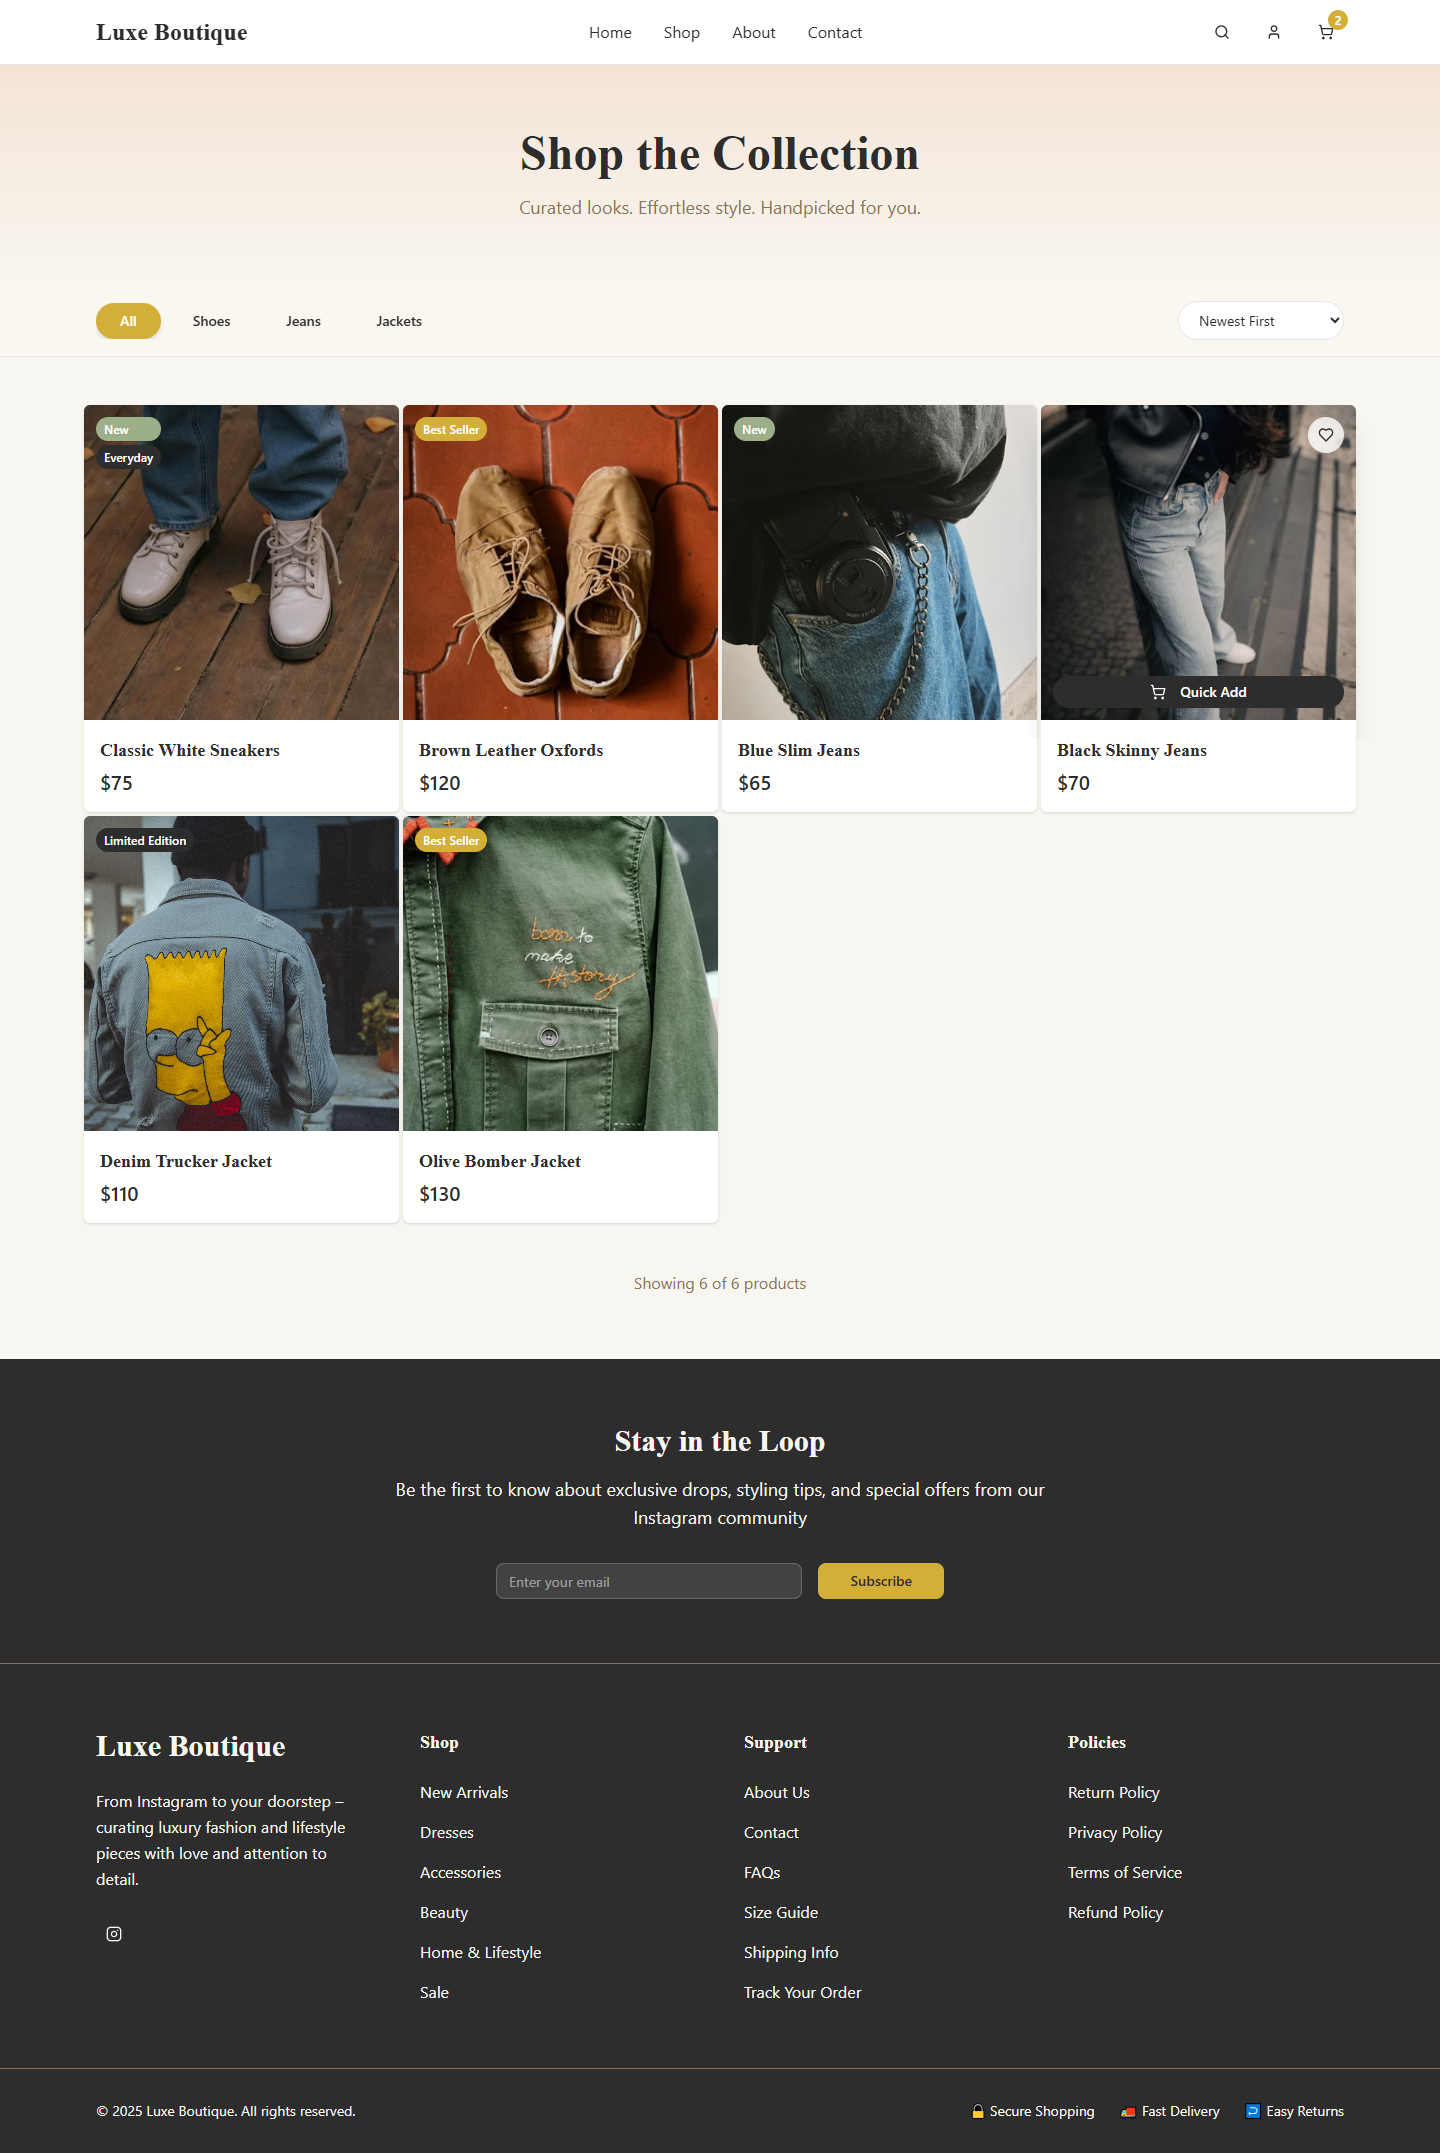 Luxe Boutique
Home
Shop
About
Contact
2
Shop the Collection
Curated looks. Effortless style. Handpicked for you.
All
Shoes
Jeans
Jackets
Newest First
New
Everyday
Best Seller
New
Quick Add
Classic White Sneakers
$75
Brown Leather Oxfords
$120
Blue Slim Jeans
$65
Black Skinny Jeans
$70
Limited Edition
Best Seller
born to
make
History
Denim Trucker Jacket
$110
Olive Bomber Jacket
$130
Showing 6 of 6 products
Stay in the Loop
Be the first to know about exclusive drops, styling tips, and special offers from our
Instagram community
Enter your email
Subscribe
Luxe Boutique
From Instagram to your doorstep –
curating luxury fashion and lifestyle
pieces with love and attention to
detail.
Shop
New Arrivals
Dresses
Accessories
Beauty
Home & Lifestyle
Sale
Support
About Us
Contact
FAQs
Size Guide
Shipping Info
Track Your Order
Policies
Return Policy
Privacy Policy
Terms of Service
Refund Policy
© 2025 Luxe Boutique. All rights reserved.
🔒 Secure Shopping
🚚 Fast Delivery
↩️ Easy Returns